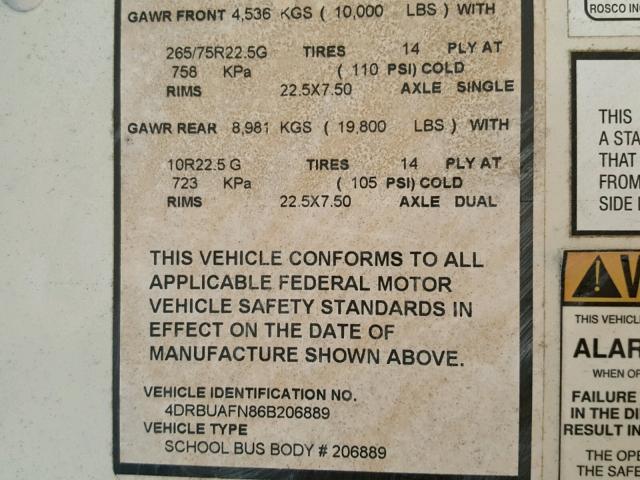 GAWR FRONT 4,536 KGS ( 10,000 LBS ) WITH
265/75R22.5G TIRES 14 PLY AT
758 KPa ( 110 PSI) COLD
RIMS 22.5X7.50 AXLE SINGLE
GAWR REAR 8,981 KGS ( 19,800 LBS ) WITH
10R22.5 G TIRES 14 PLY AT
723 KPa ( 105 PSI) COLD
RIMS 22.5X7.50 AXLE DUAL
THIS VEHICLE CONFORMS TO ALL
APPLICABLE FEDERAL MOTOR
VEHICLE SAFETY STANDARDS IN
EFFECT ON THE DATE OF
MANUFACTURE SHOWN ABOVE.
VEHICLE IDENTIFICATION NO.
4DRBUAFN86B206889
VEHICLE TYPE
SCHOOL BUS BODY # 206889
ROSCO
THIS
A
THAT
FROM
SIDE
THIS
WHEN
FAILURE
IN THE
RESULT IN
THE
THE